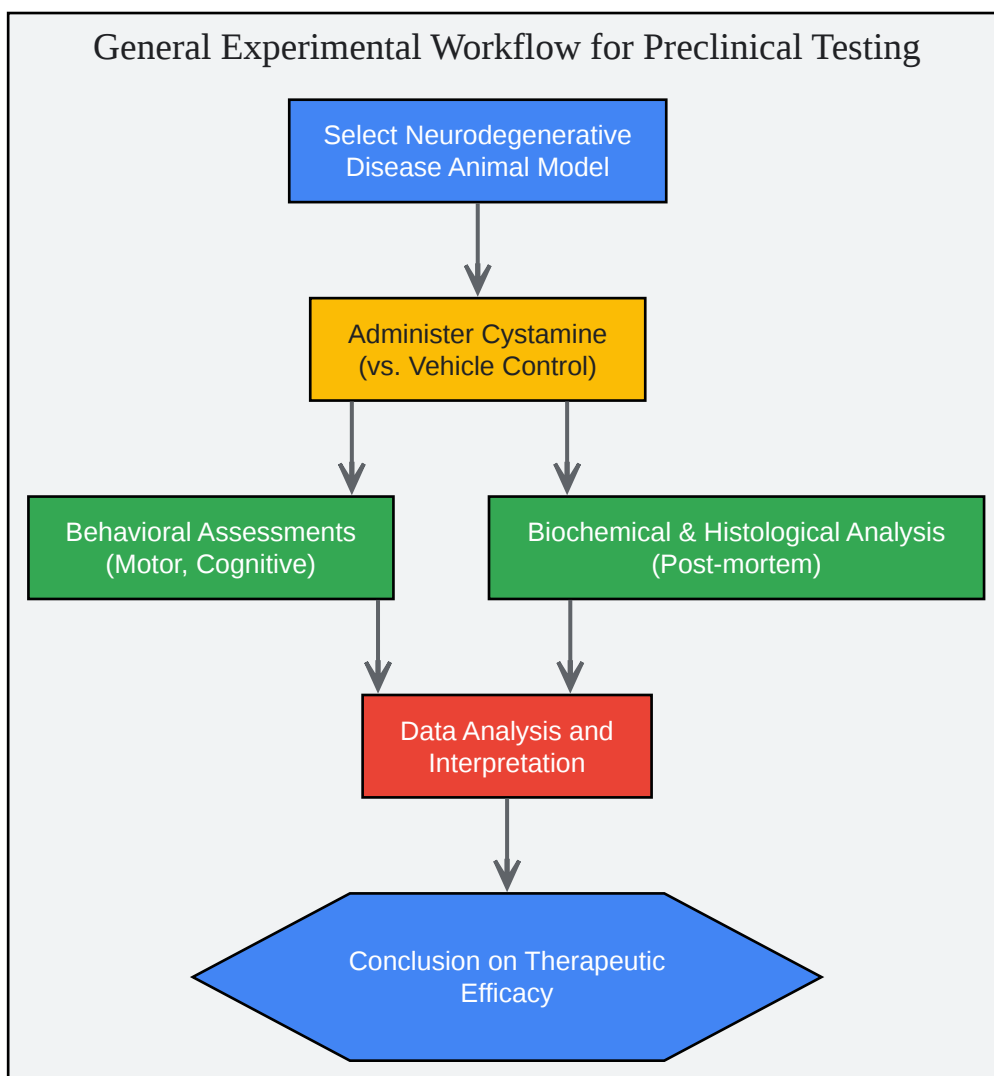 General Experimental Workflow for Preclinical Testing
Select Neurodegenerative
Disease Animal Model
Administer Cystamine
(vs. Vehicle Control)
Behavioral Assessments
(Motor, Cognitive)
Biochemical & Histological Analysis
(Post-mortem)
Data Analysis and
Interpretation
Conclusion on Therapeutic
Efficacy